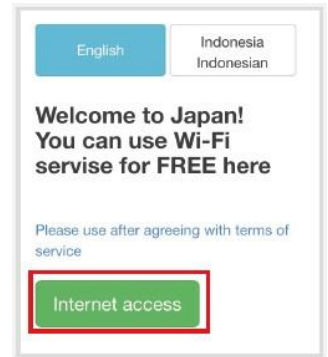 English
Indonesia
Indonesian
Welcome to Japan!
You can use Wi-Fi
servise for FREE here
Please use after agreeing with terms of
service
Internet access